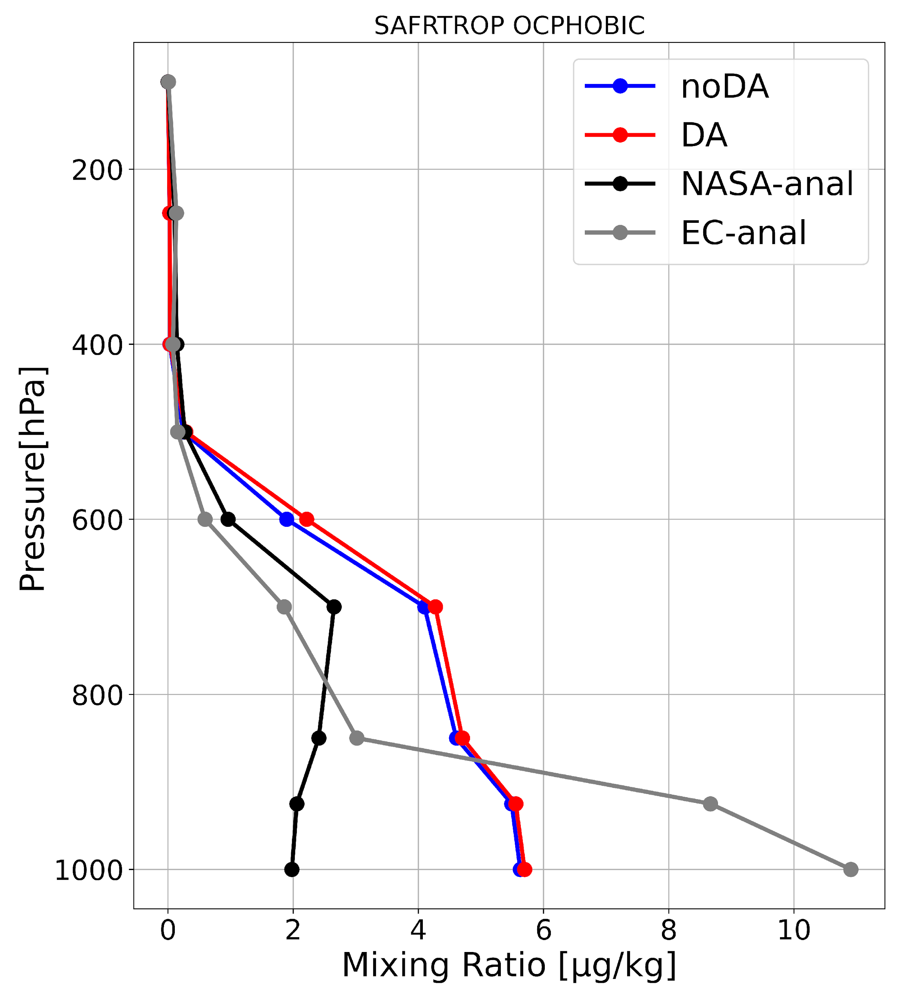 SAFRTROP OCPHOBIC
noDA
DA
NASA-anal
EC-anal
Pressure[hPa]
200
400
600
800
1000
0 2 4 6 8 10
Mixing Ratio [µg/kg]